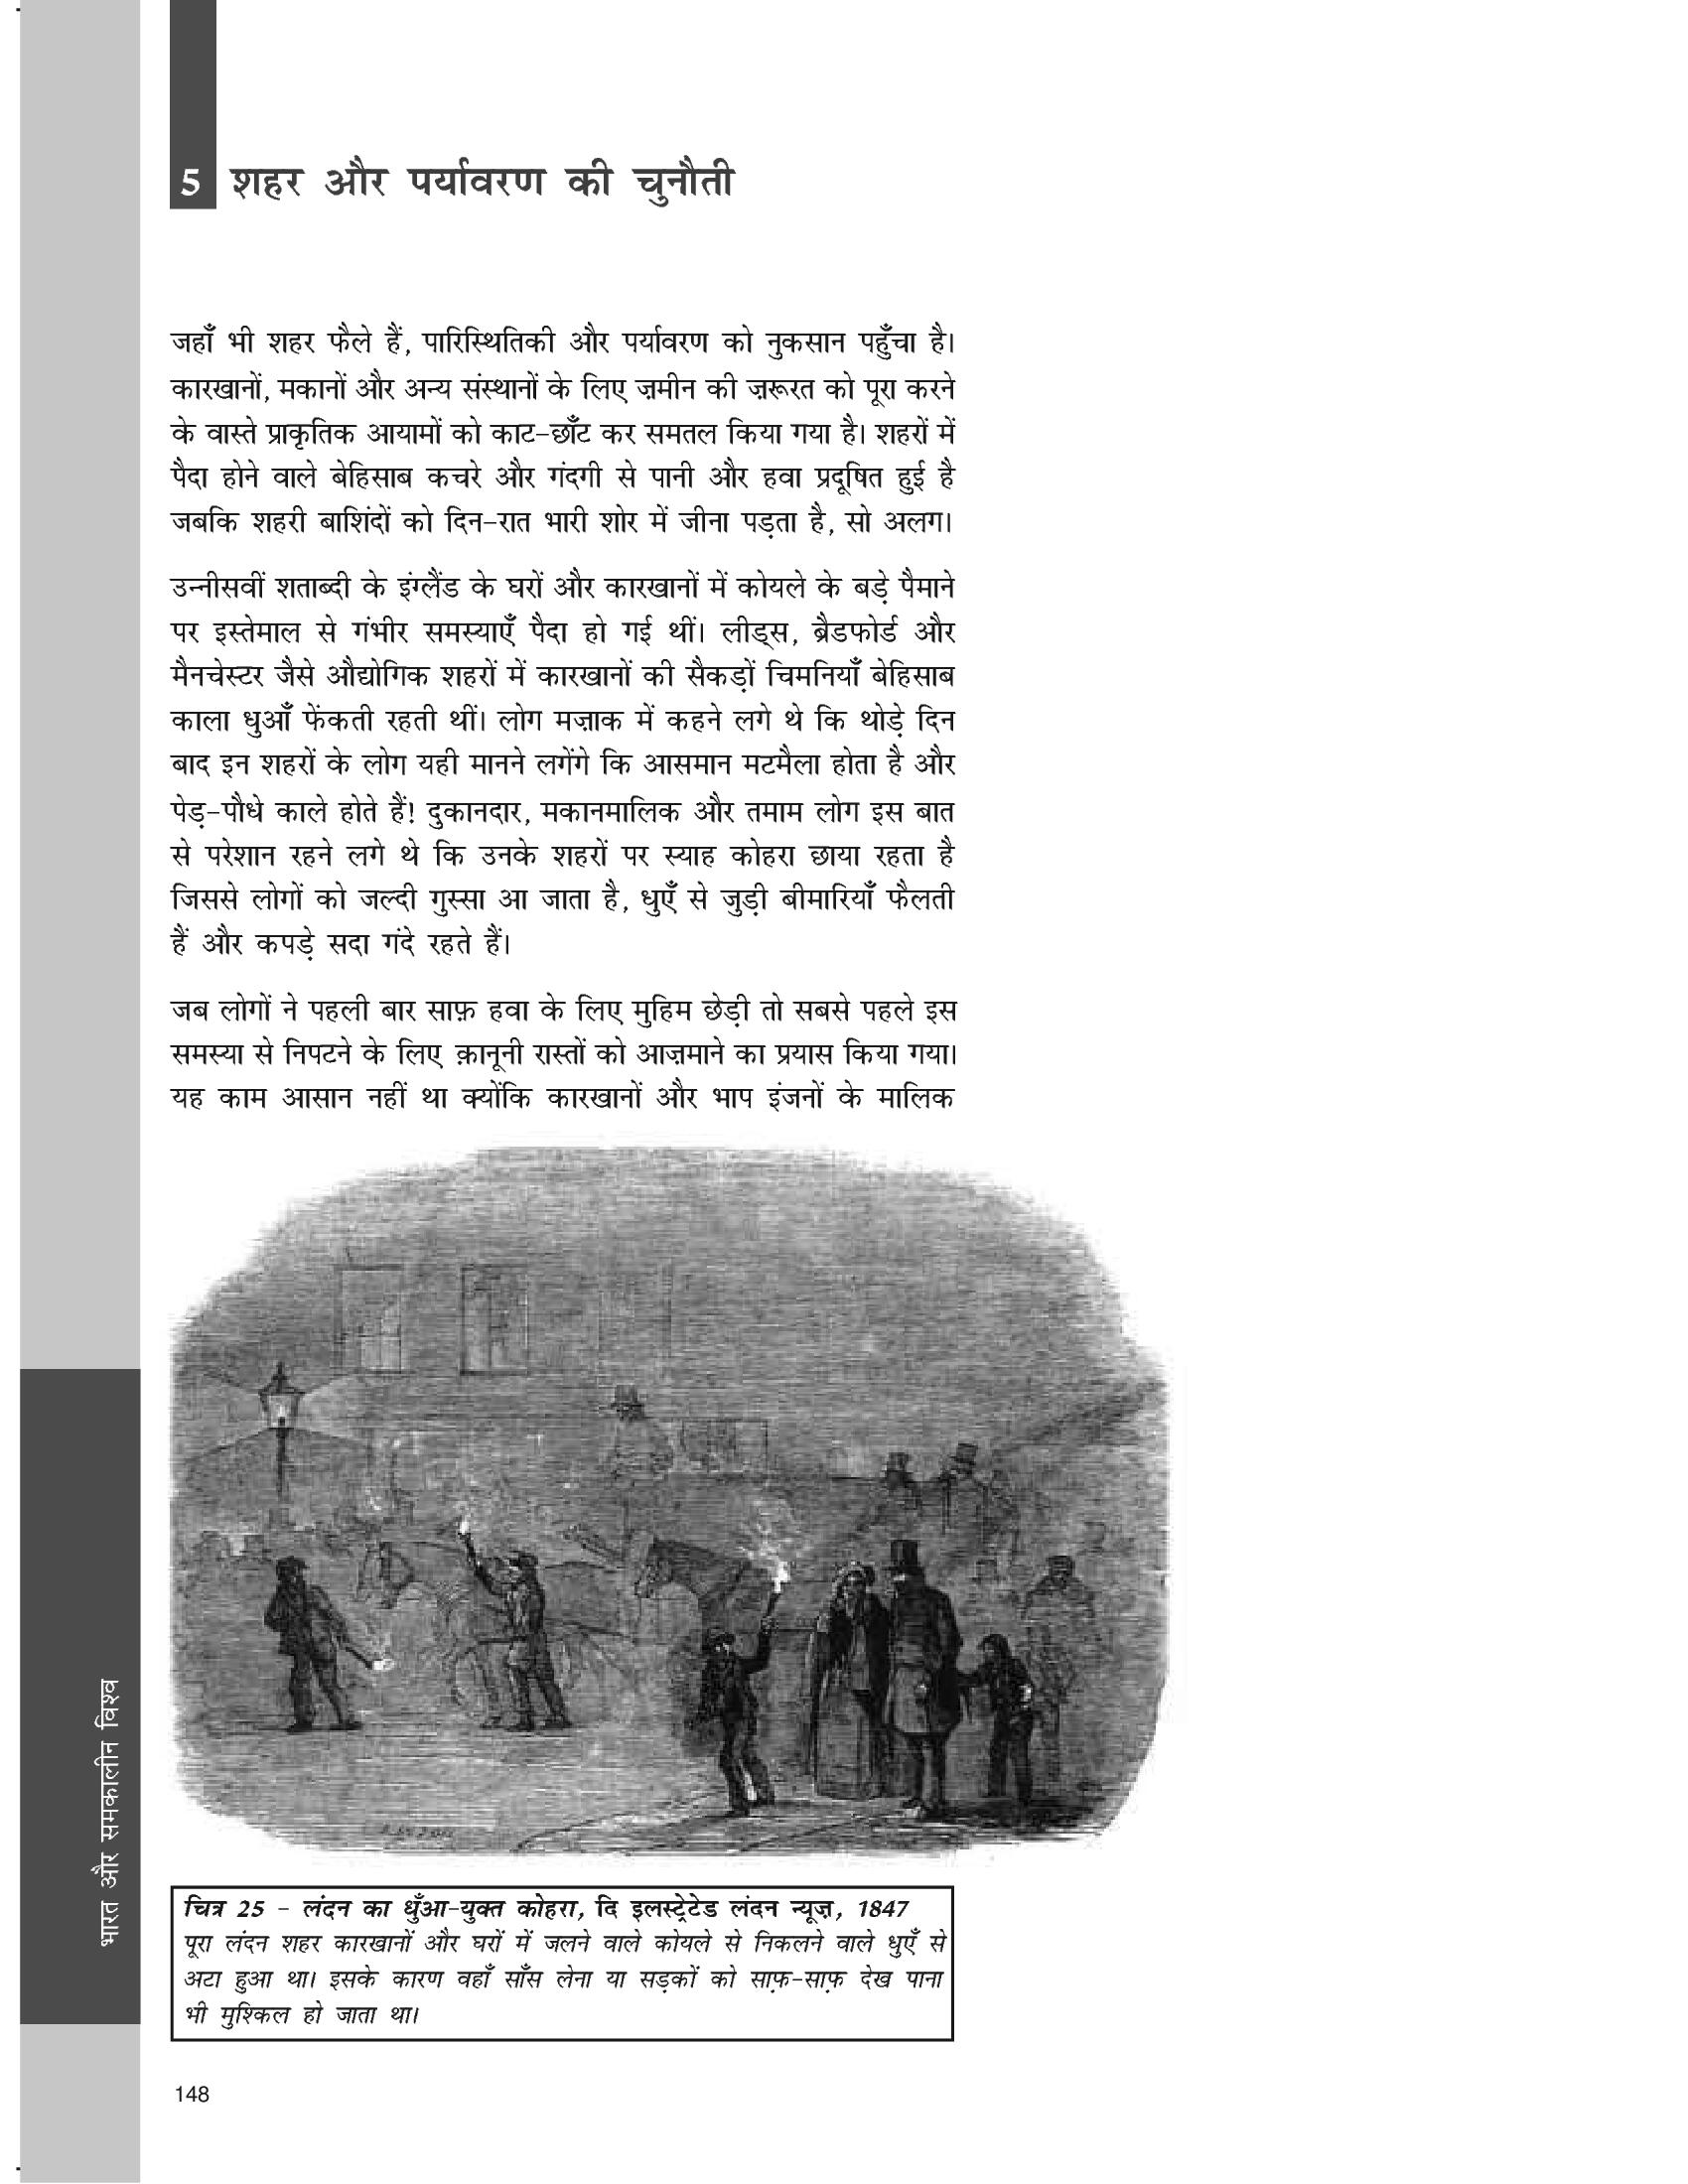 5 शहर और पर्यावरण की चुनौती
जहाँ भी शहर फैले हैं, पारिस्थितिकी और पर्यावरण को नुकसान पहुँचा है।
कारखानों, मकानों और अन्य संस्थानों के लिए ज़मीन की ज़रूरत को पूरा करने
के वास्ते प्राकृतिक आयामों को काट-छाँट कर समतल किया गया है। शहरों में
पैदा होने वाले बेहिसाब कचरे और गंदगी से पानी और हवा प्रदूषित हुई है
जबकि शहरी बाशिंदों को दिन-रात भारी शोर में जीना पड़ता है, सो अलग।
उन्नीसवीं शताब्दी के इंग्लैंड के घरों और कारखानों में कोयले के बड़े पैमाने
पर इस्तेमाल से गंभीर समस्याएँ पैदा हो गई थीं। लीड्स, ब्रैडफोर्ड और
मैनचेस्टर जैसे औद्योगिक शहरों में कारखानों की सैकड़ों चिमनियाँ बेहिसाब
काला धुआँ फेंकती रहती थीं। लोग मज़ाक में कहने लगे थे कि थोड़े दिन
बाद इन शहरों के लोग यही मानने लगेंगे कि आसमान मटमैला होता है और
पेड़-पौधे काले होते हैं! दुकानदार, मकानमालिक और तमाम लोग इस बात
से परेशान रहने लगे थे कि उनके शहरों पर स्याह कोहरा छाया रहता है
जिससे लोगों को जल्दी गुस्सा आ जाता है, धुएँ से जुड़ी बीमारियाँ फैलती
हैं और कपड़े सदा गंदे रहते हैं।
जब लोगों ने पहली बार साफ़ हवा के लिए मुहिम छेड़ी तो सबसे पहले इस
समस्या से निपटने के लिए क़ानूनी रास्तों को आज़माने का प्रयास किया गया।
यह काम आसान नहीं था क्योंकि कारखानों और भाप इंजनों के मालिक
चित्र 25 - लंदन का धुँआ-युक्त कोहरा, दि इलस्ट्रेटेड लंदन न्यूज़, 1847
पूरा लंदन शहर कारखानों और घरों में जलने वाले कोयले से निकलने वाले धुएँ से
अटा हुआ था। इसके कारण वहाँ साँस लेना या सड़कों को साफ़-साफ़ देख पाना
भी मुश्किल हो जाता था।
भारत और समकालीन विश्व
148